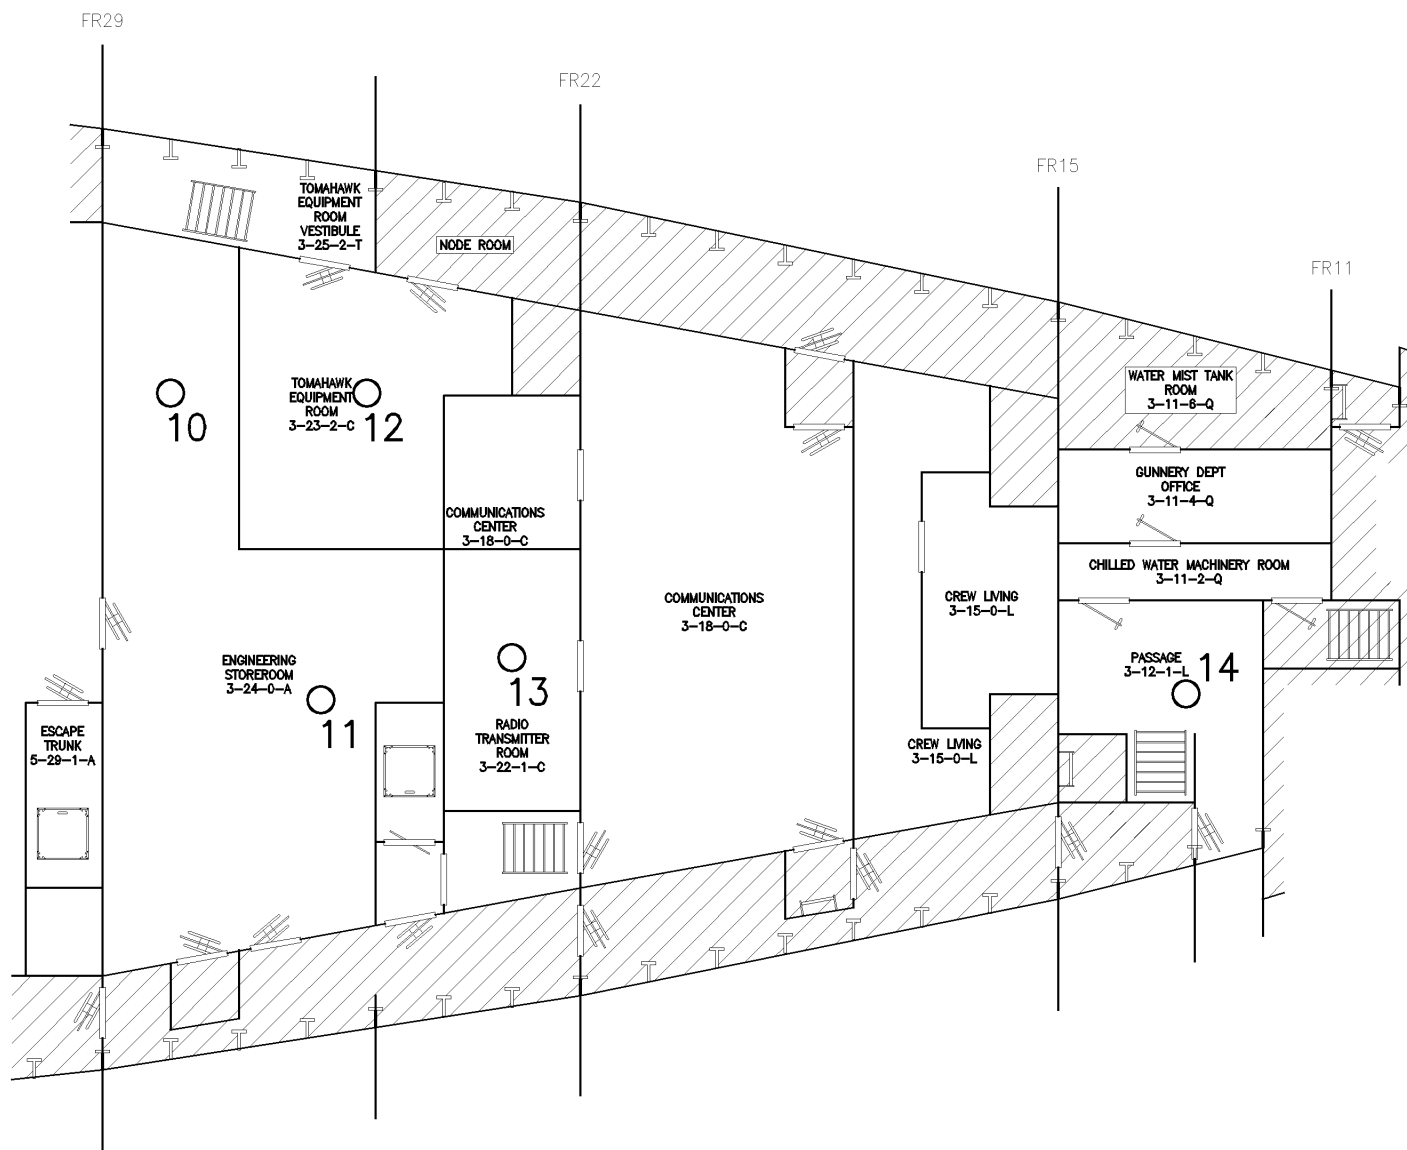 FR29
FR22
FR15
FR11
TOMAHAWK
EQUIPMENT
ROOM
VESTIBULE
3-25-2-T
NODE ROOM
TOMAHAWK
EQUIPMENT
ROOM
3-23-2-C
10
12
WATER MIST TANK
ROOM
3-11-6-Q
GUNNERY DEPT
OFFICE
3-11-4-Q
COMMUNICATIONS
CENTER
3-18-0-C
CHILLED WATER MACHINERY ROOM
3-11-2-Q
COMMUNICATIONS
CENTER
3-18-0-C
CREW LIVING
3-15-0-L
ENGINEERING
STOREROOM
3-24-0-A
11
13
PASSAGE
3-12-1-L
14
ESCAPE
TRUNK
5-29-1-A
RADIO
TRANSMITTER
ROOM
3-22-1-C
CREW LIVING
3-15-0-L